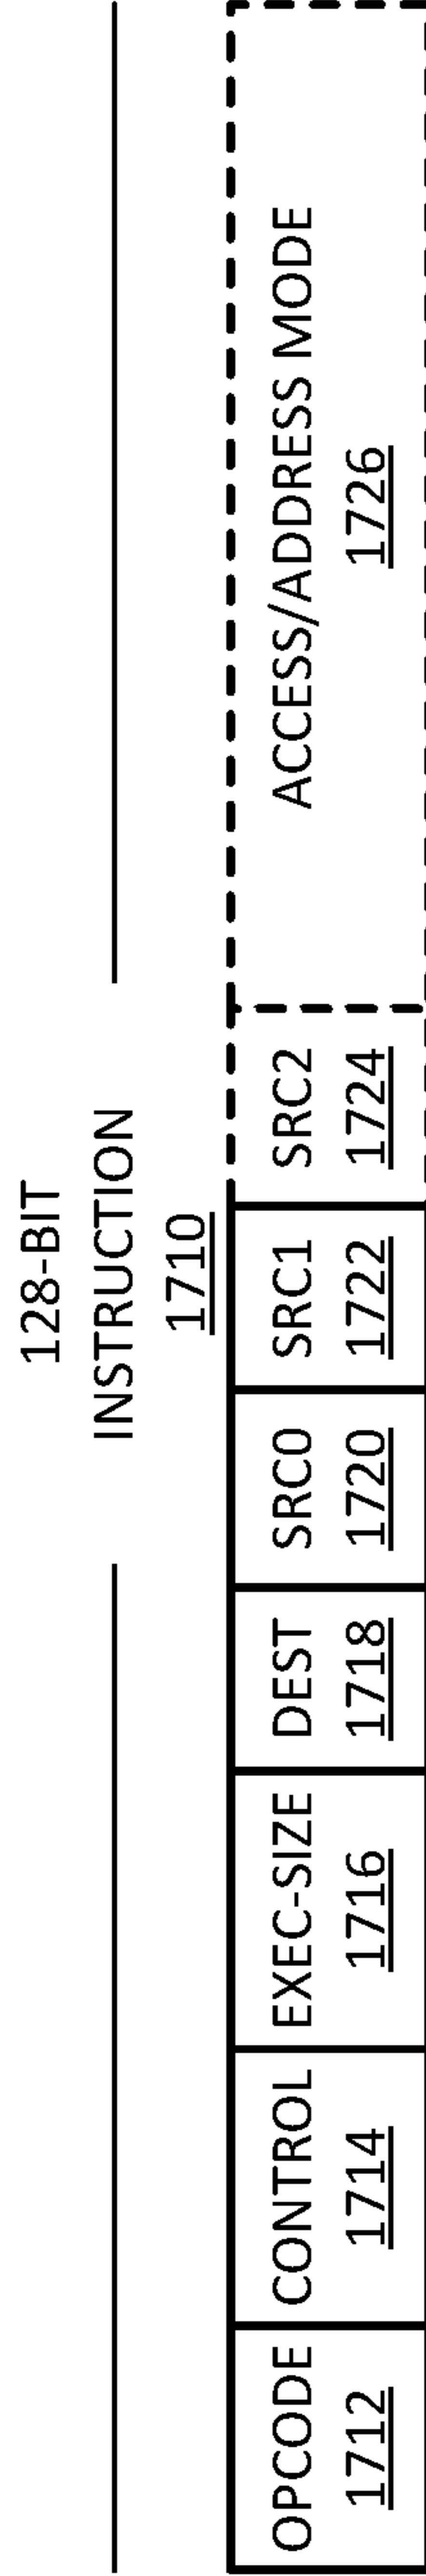 128-BIT
INSTRUCTION
1710
OPCODE
1712
CONTROL
1714
EXEC-SIZE
1716
DEST
1718
SRC0
1720
SRC1
1722
SRC2
1724
ACCESS/ADDRESS MODE
1726